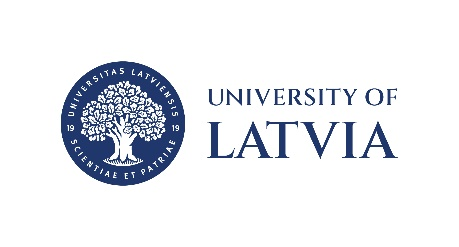 UNIVERSITAS LATVIENSIS
19 19
SCIENTIAE ET PATRIAE
UNIVERSITY OF
LATVIA